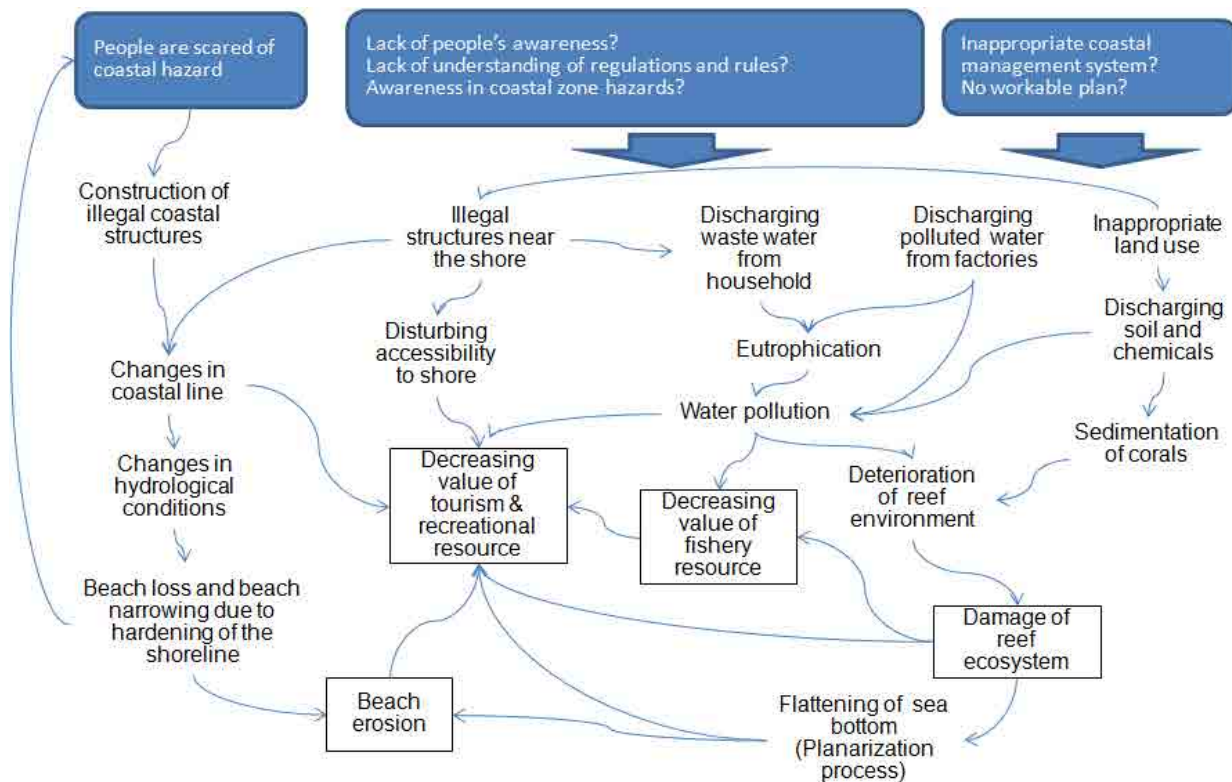 People are scared of
coastal hazard
Lack of people's awareness?
Lack of understanding of regulations and rules?
Awareness in coastal zone hazards?
Inappropriate coastal
management system?
No workable plan?
Construction of
illegal coastal
structures
Illegal
structures near
the shore
Discharging
waste water
from
household
Discharging
polluted water
from factories
Inappropriate
land use
Disturbing
accessibility
to shore
Eutrophication
Discharging
soil and
chemicals
Changes in
coastal line
Water pollution
Sedimentation
of corals
Changes in
hydrological
conditions
Decreasing
value of
tourism &
recreational
resource
Decreasing
value of
fishery
resource
Deterioration
of reef
environment
Beach loss and beach
narrowing due to
hardening of the
shoreline
Damage of
reef
ecosystem
Beach
erosion
Flattening of sea
bottom
(Planarization
process)